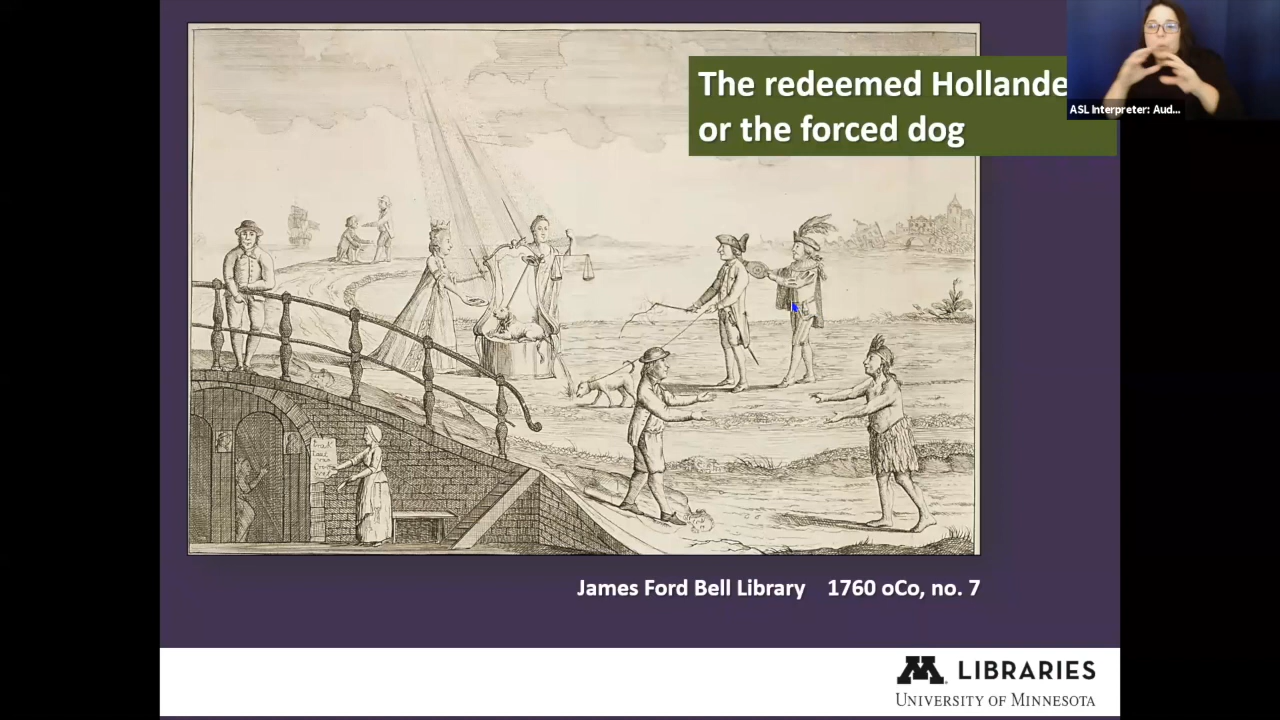 The redeemed Hollande
or the forced dog
ASL Interpreter: Aud...
James Ford Bell Library 1760 oCo, no. 7
M LIBRARIES
UNIVERSITY OF MINNESOTA